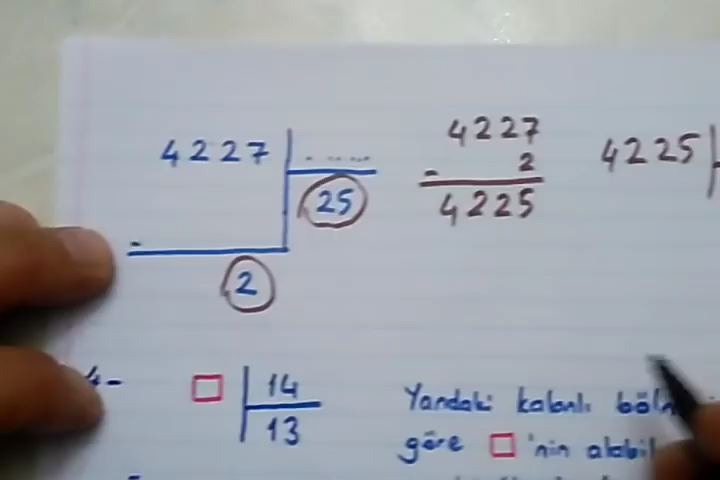 4227 .....
25
2
4227
- 2
4225
4225
4- □ 14
13
Yandaki kalanlı
göre □ 'nin